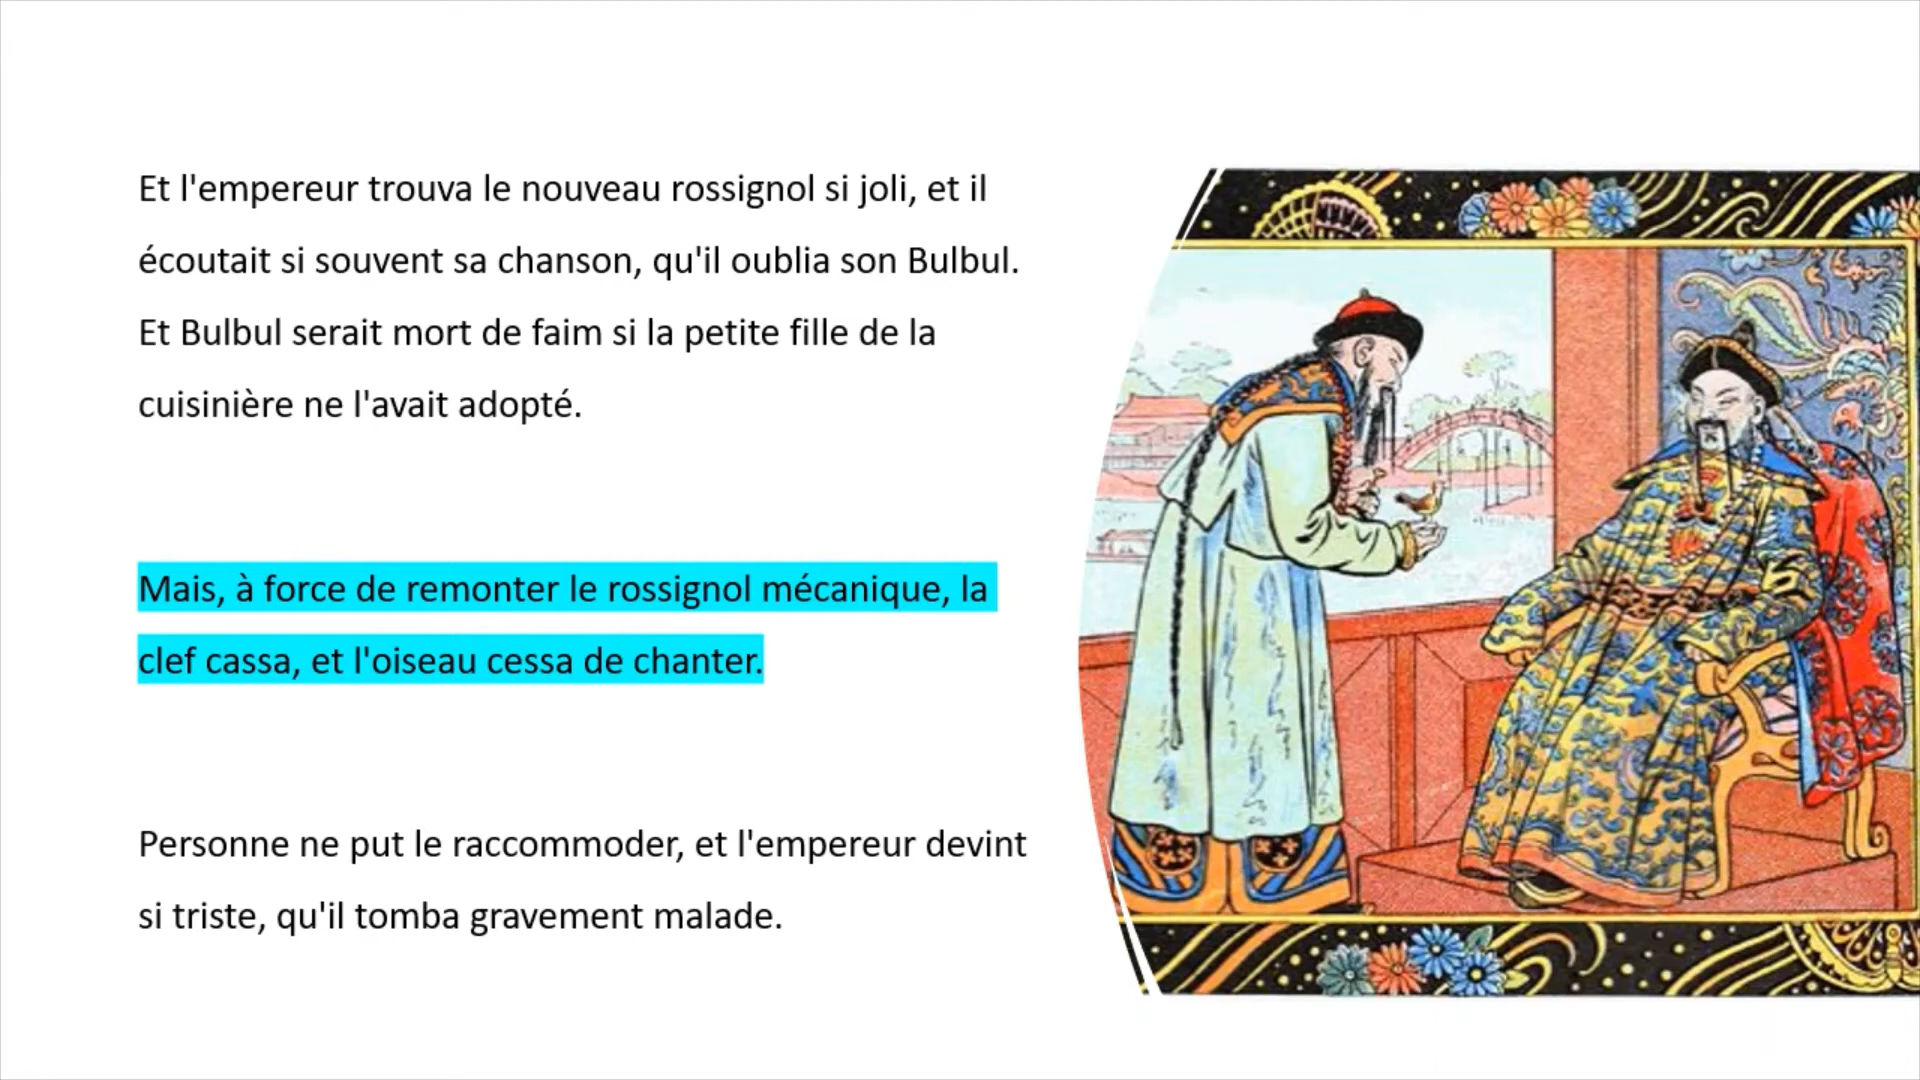 Et l'empereur trouva le nouveau rossignol si joli, et il
écoutait si souvent sa chanson, qu'il oublia son Bulbul.
Et Bulbul serait mort de faim si la petite fille de la
cuisinière ne l'avait adopté.
Mais, à force de remonter le rossignol mécanique, la
clef cassa, et l'oiseau cessa de chanter.
Personne ne put le raccommoder, et l'empereur devint
si triste, qu'il tomba gravement malade.